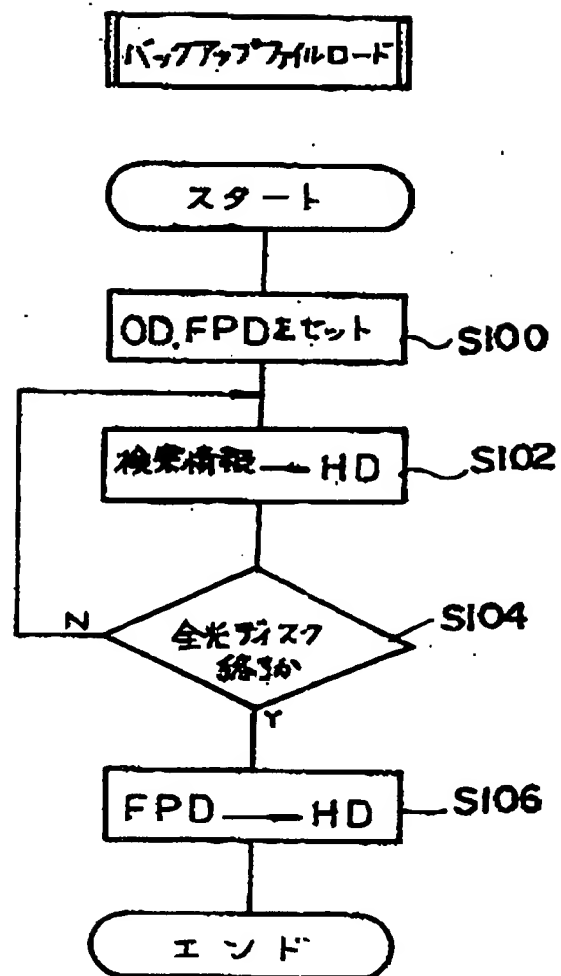 バックアップファイルロード
スタート
OD.FPDをセット
S100
検索情報→HD
S102
全光ディスク
終了か
S104
N
Y
FPD→HD
S106
エンド